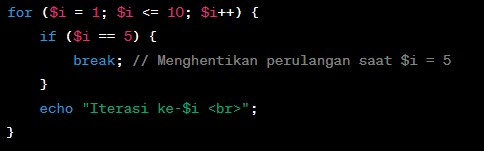 for ($i = 1; $i <= 10; $i++) {
    if ($i == 5) {
        break; // Menghentikan perulangan saat $i = 5
    }
    echo "Iterasi ke-$i <br>";
}